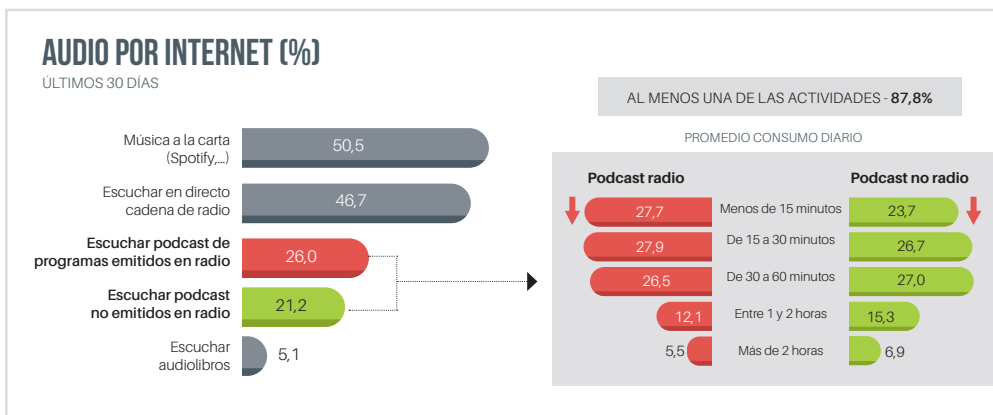 AUDIO POR INTERNET (%)
ÚLTIMOS 30 DÍAS
AL MENOS UNA DE LAS ACTIVIDADES - 87,8%
Música a la carta
(Spotify,...)
50,5
Escuchar en directo
cadena de radio
46,7
Escuchar podcast de
programas emitidos en radio
26,0
Escuchar podcast
no emitidos en radio
21,2
Escuchar
audiolibros
5,1
PROMEDIO CONSUMO DIARIO
Podcast radio
Podcast no radio
27,7 Menos de 15 minutos 23,7
27,9 De 15 a 30 minutos 26,7
26,5 De 30 a 60 minutos 27,0
12,1 Entre 1 y 2 horas 15,3
5,5 Más de 2 horas 6,9